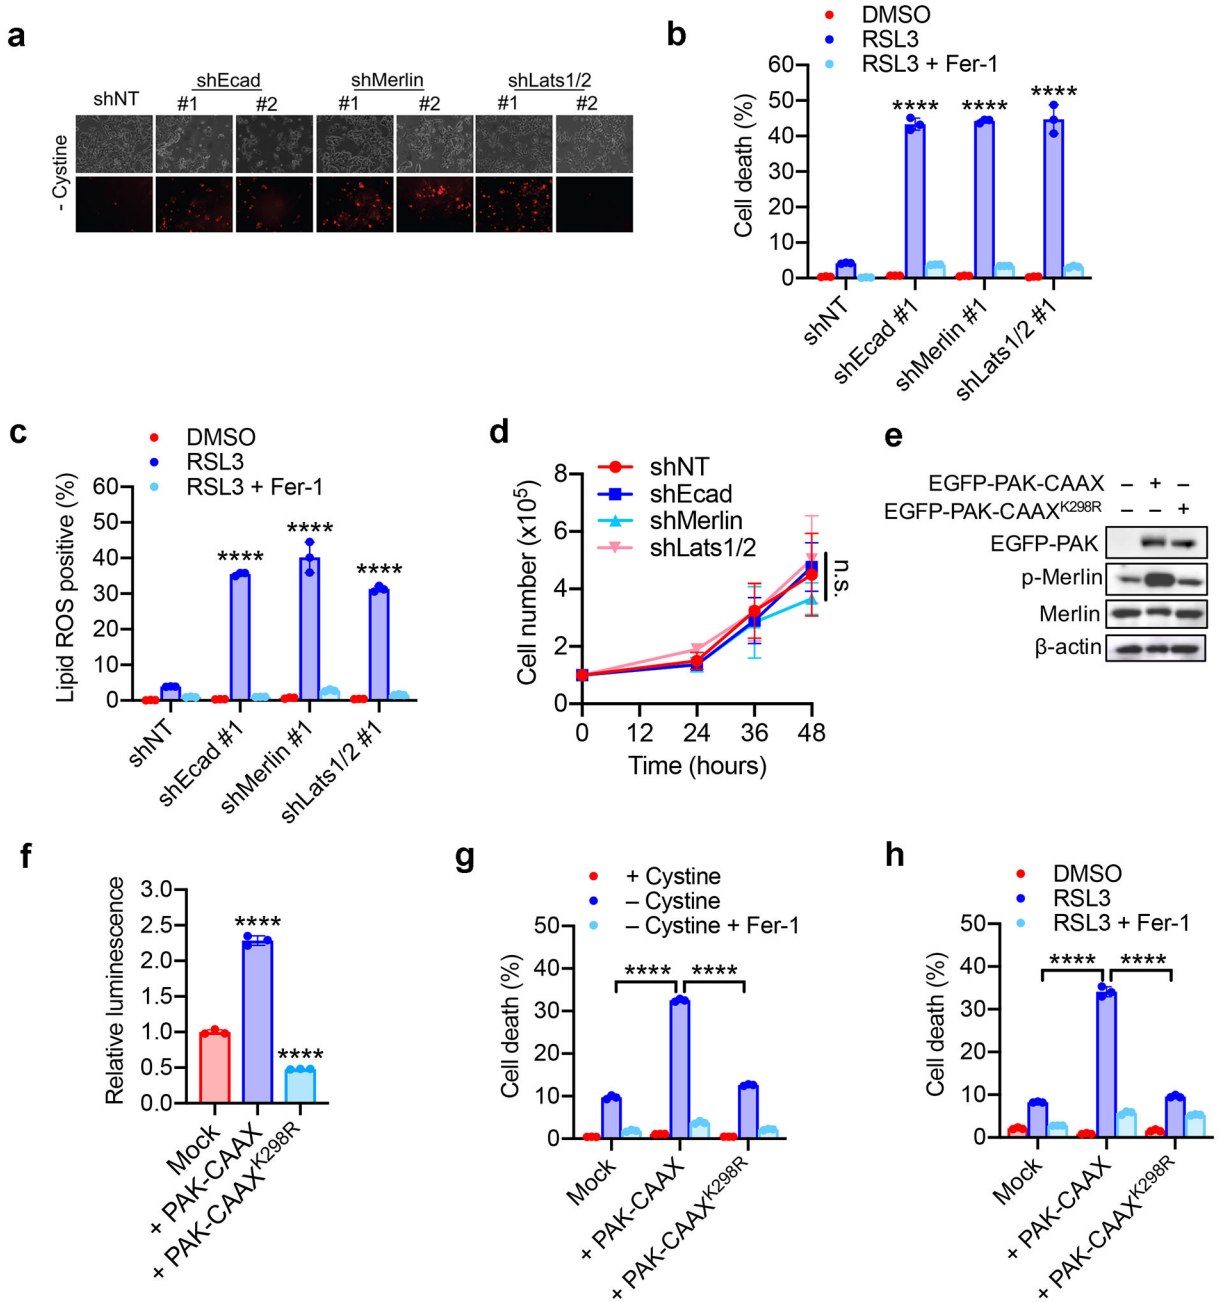 a
shEcad shMerlin shLats1/2
shNT #1 #2 #1 #2 #1 #2
- Cystine
b
DMSO
RSL3
RSL3 + Fer-1
Cell death (%)
60
50
40
30
20
10
0
**** **** ****
shNT
shEcad #1
shMerlin #1
shLats1/2 #1
c
DMSO
RSL3
RSL3 + Fer-1
Lipid ROS positive (%)
60
50
40
30
20
10
0
**** **** ****
shNT
shEcad #1
shMerlin #1
shLats1/2 #1
d
shNT
shEcad
shMerlin
shLats1/2
Cell number (x10⁵)
8
6
4
2
0
n.s.
0 12 24 36 48
Time (hours)
e
EGFP-PAK-CAAX – + –
EGFP-PAK-CAAXK298R – – +
EGFP-PAK
p-Merlin
Merlin
β-actin
f
Relative luminescence
3.0
2.5
2.0
1.5
1.0
0.5
0.0
****
****
Mock
+ PAK-CAAX
+ PAK-CAAXK298R
g
+ Cystine
– Cystine
– Cystine + Fer-1
Cell death (%)
50
40
30
20
10
0
**** ****
Mock
+ PAK-CAAX
+ PAK-CAAXK298R
h
DMSO
RSL3
RSL3 + Fer-1
Cell death (%)
50
40
30
20
10
0
**** ****
Mock
+ PAK-CAAX
+ PAK-CAAXK298R